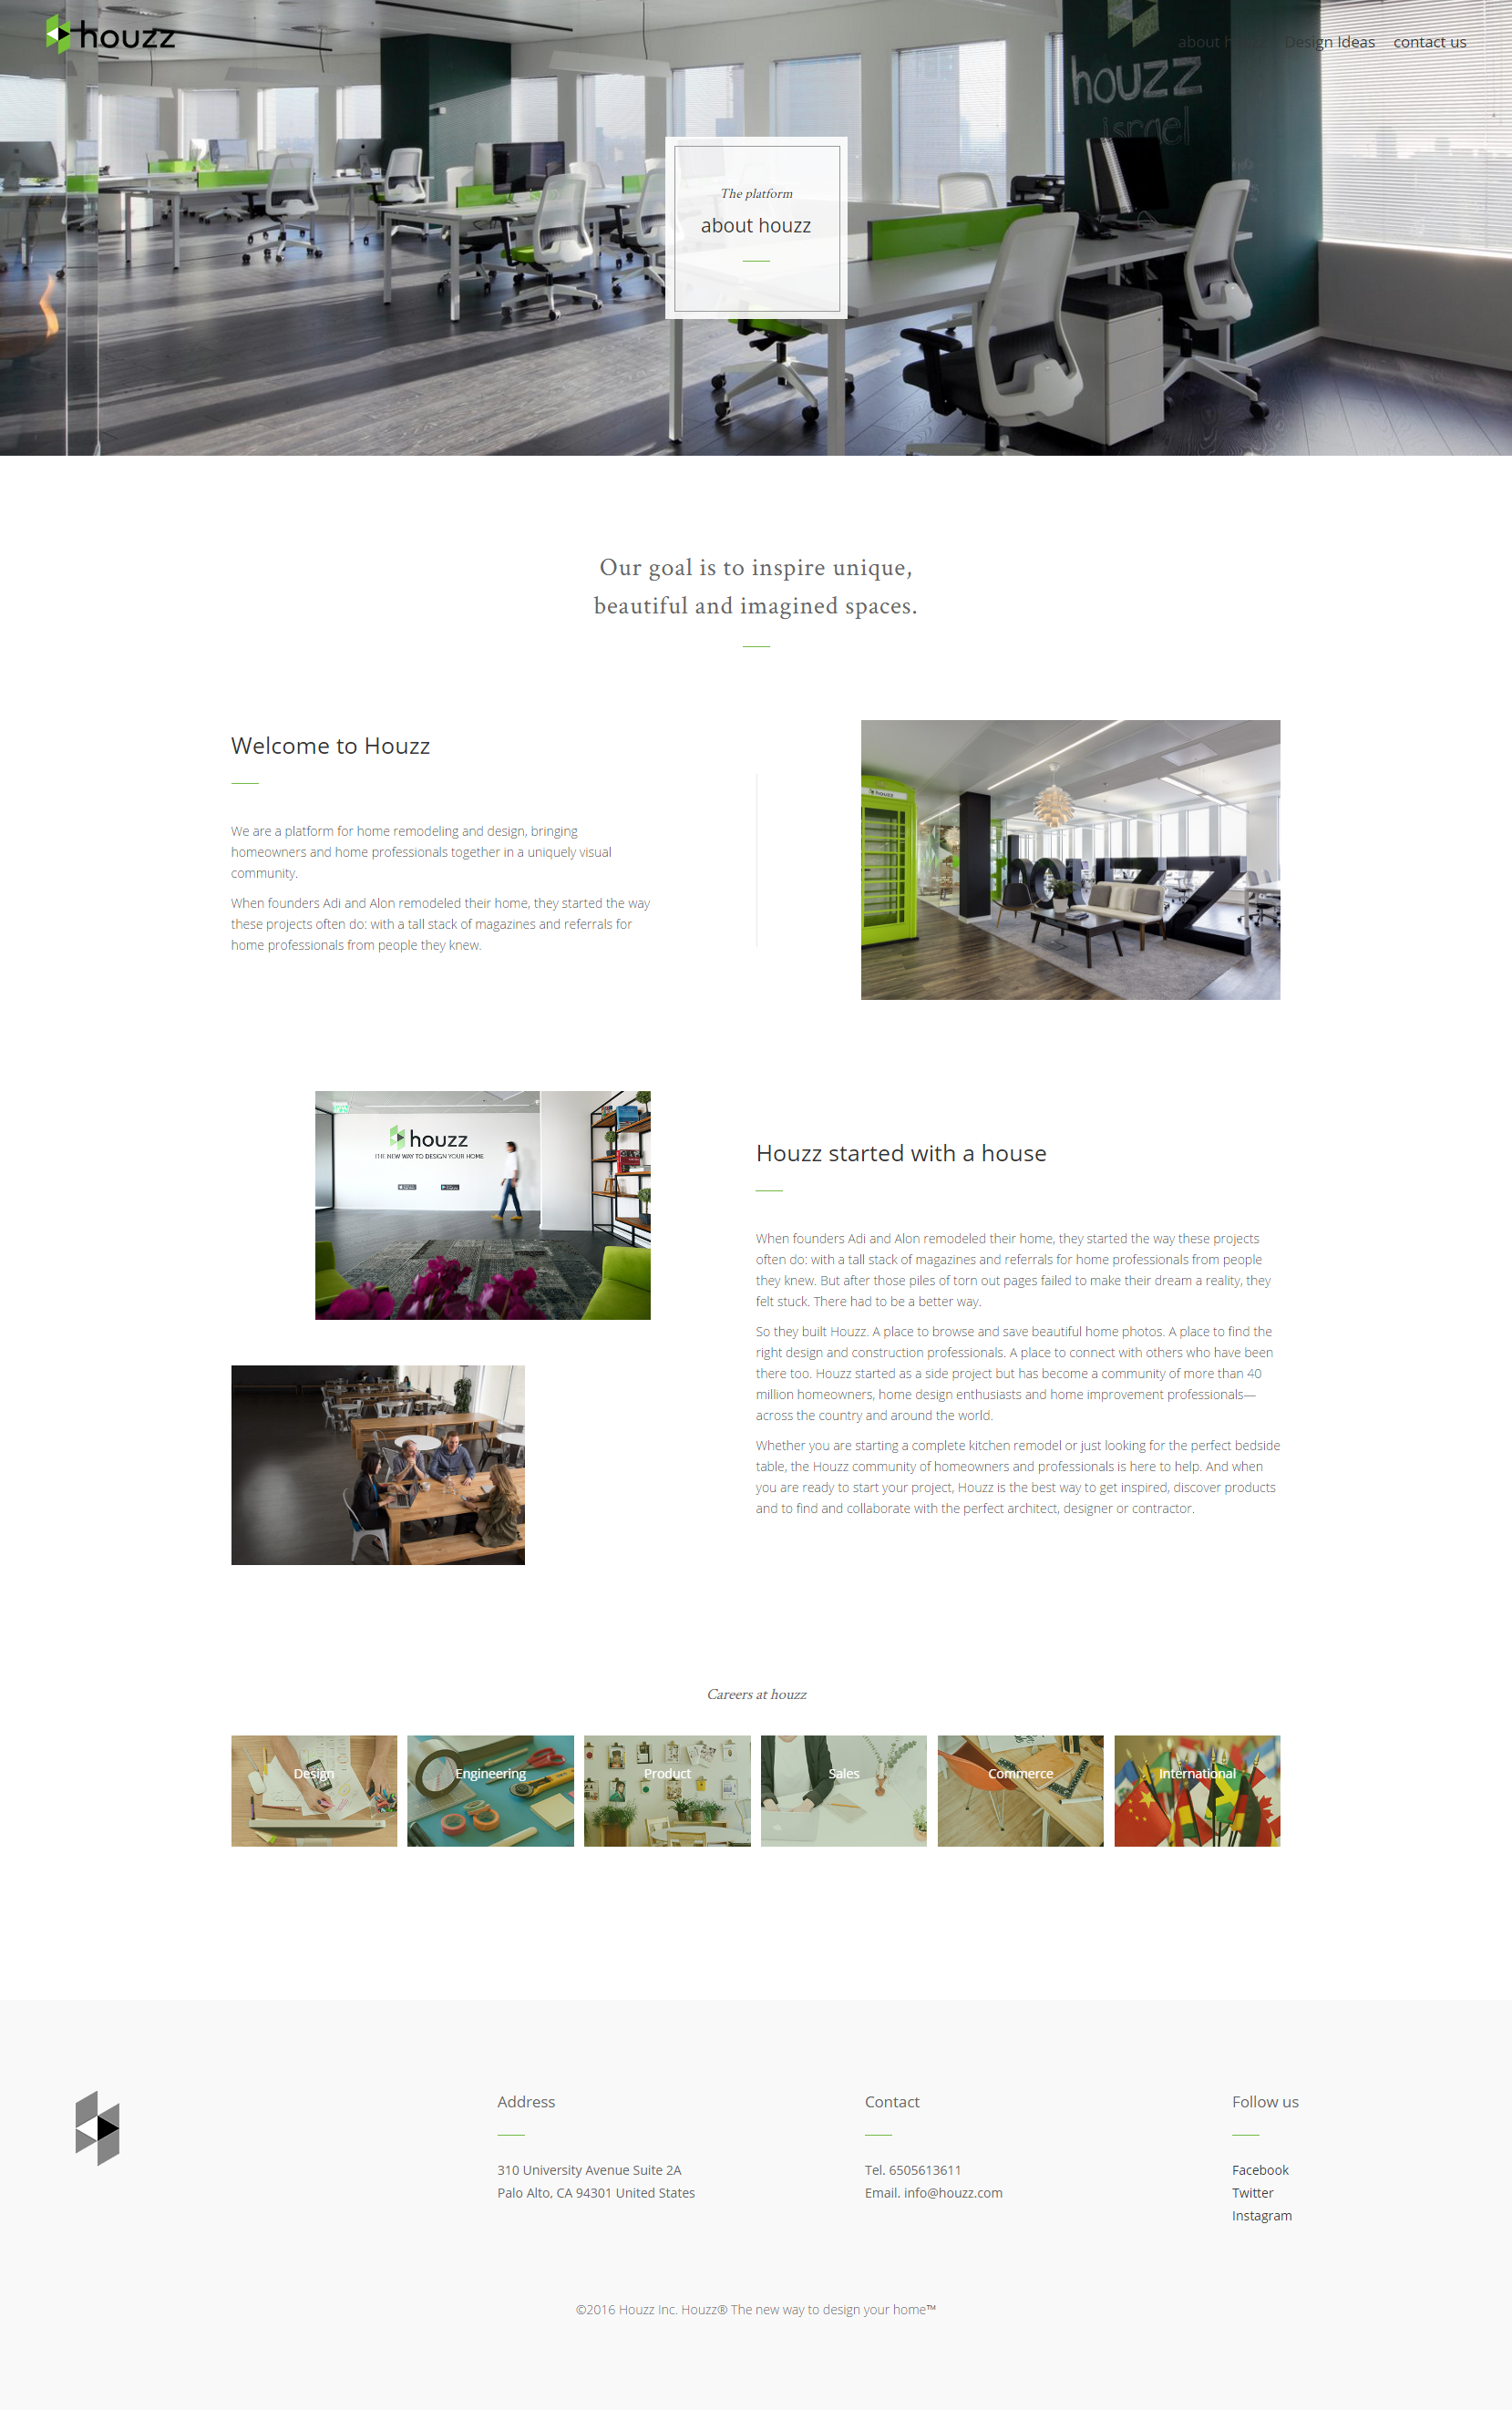 houzz
about h
Design Ideas
contact us
houzz
israel
The platform
about houzz
Our goal is to inspire unique,
beautiful and imagined spaces.
Welcome to Houzz
We are a platform for home remodeling and design, bringing
homeowners and home professionals together in a uniquely visual
community.
When founders Adi and Alon remodeled their home, they started the way
these projects often do: with a tall stack of magazines and referrals for
home professionals from people they knew.
houzz
HOUZZ
houzz
THE NEW WAY TO DESIGN YOUR HOME
Houzz started with a house
When founders Adi and Alon remodeled their home, they started the way these projects
often do: with a tall stack of magazines and referrals for home professionals from people
they knew. But after those piles of torn out pages failed to make their dream a reality, they
felt stuck. There had to be a better way.
So they built Houzz. A place to browse and save beautiful home photos. A place to find the
right design and construction professionals. A place to connect with others who have been
there too. Houzz started as a side project but has become a community of more than 40
million homeowners, home design enthusiasts and home improvement professionals—
across the country and around the world.
Whether you are starting a complete kitchen remodel or just looking for the perfect bedside
table, the Houzz community of homeowners and professionals is here to help. And when
you are ready to start your project, Houzz is the best way to get inspired, discover products
and to find and collaborate with the perfect architect, designer or contractor.
Careers at houzz
Design
Engineering
Product
Sales
Commerce
International
Address
310 University Avenue Suite 2A
Palo Alto, CA 94301 United States
Contact
Tel. 6505613611
Email. info@houzz.com
Follow us
Facebook
Twitter
Instagram
©2016 Houzz Inc. Houzz® The new way to design your home™